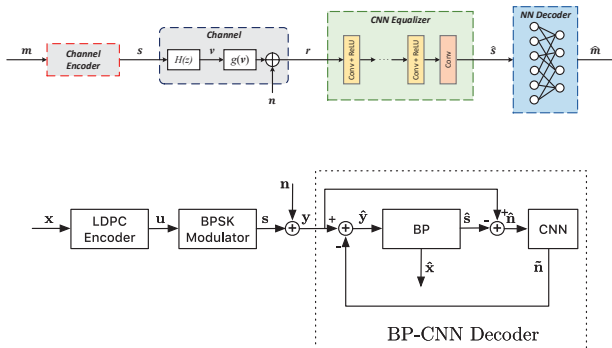 Channel
CNN Equalizer
NN Decoder
m
Channel
Encoder
s
H(z)
v
g(v)
+
r
Conv + ReLU
...
Conv + ReLU
Conv
ŝ
m̂
n
n
x
LDPC
Encoder
u
BPSK
Modulator
s
+
y
+
+
-
ŷ
BP
ŝ
-
+
+
n̂
CNN
x̂
ñ
BP-CNN Decoder